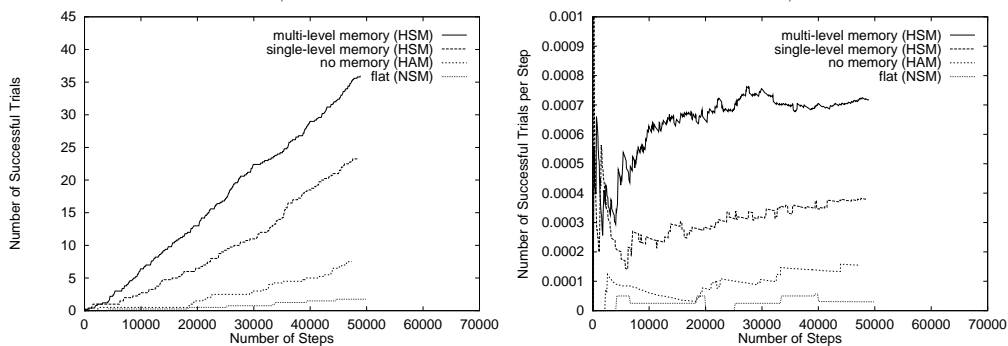 45
40
35
30
25
20
15
10
5
0
Number of Successful Trials
multi-level memory (HSM)
single-level memory (HSM)
no memory (HAM)
flat (NSM)
0 10000 20000 30000 40000 50000 60000 70000
Number of Steps
0.001
0.0009
0.0008
0.0007
0.0006
0.0005
0.0004
0.0003
0.0002
0.0001
0
Number of Successful Trials per Step
multi-level memory (HSM)
single-level memory (HSM)
no memory (HAM)
flat (NSM)
0 10000 20000 30000 40000 50000 60000 70000
Number of Steps